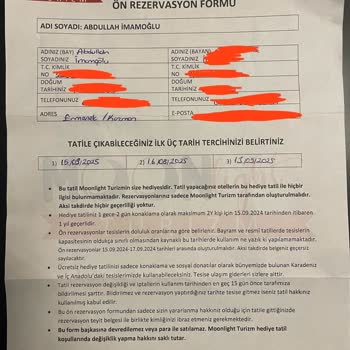 ÖN REZERVASYON FORMU
ADI SOYADI: ABDULLAH İMAMOĞLU
ADINIZ (BAY) Abdullah
SOYADINIZ İmamoğlu
T.C. KİMLİK
NO
DOĞUM
TARİHİNİZ
TELEFONUNUZ
ADRES Ermenek /
ADINIZ (BAYAN)
SOYADINIZ
T.C. KİMLİK
NO
DOĞUM
TARİHİNİZ
TELEFONUNUZ
E-POSTA
TATİLE ÇIKABİLECEĞİNİZ İLK ÜÇ TARİH TERCİHİNİZİ BELİRTİNİZ
1) 15/08/2025 2) 16/08/2025 3)
Bu tatil Moonlight Turizmin size hediyesidir. Tatil yapacağınız otellerin bu hediye tatil ile hiçbir
ilgisi bulunmamaktadır. Rezervasyonlarınız sadece Moonlight Turizm tarafından oluşturulmalıdır.
Aksi takdirde hiçbir geçerliliği yoktur.
Hediye tatiliniz 1 gece-2 gün konaklama olup maksimum 2Y kişi için 15.09.2024 tarihinden itibaren
1 yıl geçerlidir.
Ön rezervasyonlar tesislerin doluluk oranlarına göre belirlenir. Bayram ve resmi tatillerde tesislerin
kapasitesinin oldukça sınırlı olmasından kaynaklı bu tarihlerde kullanım ne yazık ki yapılamamaktadır.
Ön rezervasyonlar 15.09.2024-17.09.2024 tarihleri arasında oluşturulmalıdır. Aksi takdirde belgeniz geçersiz
sayılacaktır.
Ücretsiz hediye tatilinizi sadece konaklama ve sosyal donatıları olarak bünyemizde bulunan Karadeniz
ve İç Anadolu'daki tesislerimizde kullanabilecksiniz. Tesise ulaşım giderleri sizlere aittir.
Tatil rezervasyon değişikliği ve iptallerin kullanım tarihinden en geç 15 gün önce tarafımıza
bildirilmesi şarttır. Bildirilmez ve rezervasyon yaptırdığınız tarihte tesise gitmez iseniz tatil hakkınız
kullanılmış kabul edilir.
Bu ön rezervasyon formundan sadece sizin yararlanma hakkınız olduğu için tatile gittiğinizde
rezervasyon teyit belgesi ile birlikte kimliğinizi ibraz etmeniz gerekmektedir.
Bu form başkasına devredilemez veya para ile satılamaz. Moonlight Turizm hediye tatil
koşullarında değişiklik yapma hakkını saklı tutar.